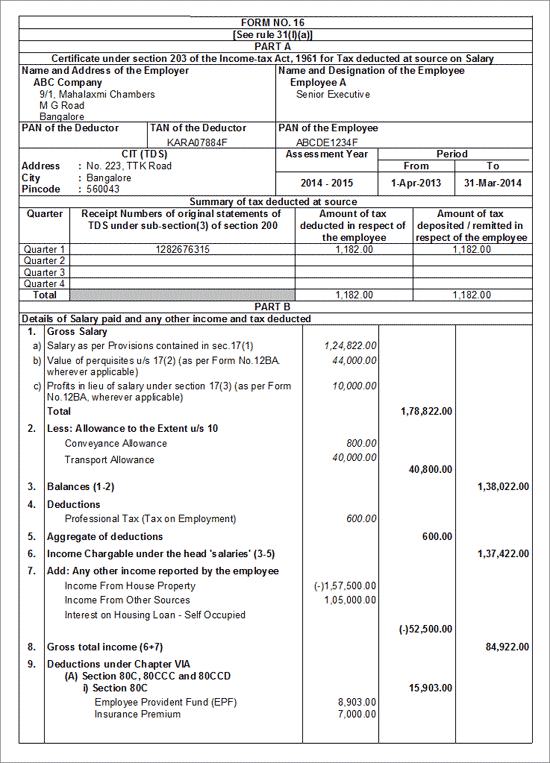 FORM NO. 16
[See rule 31(l)(a)]
PART A
Certificate under section 203 of the Income-tax Act, 1961 for Tax deducted at source on Salary
Name and Address of the Employer Name and Designation of the Employee
ABC Company Employee A
9/1, Mahalaxmi Chambers Senior Executive
M G Road
Bangalore
PAN of the Deductor TAN of the Deductor PAN of the Employee
KARA07884F ABCDE1234F
CIT (TDS) Assessment Year Period
Address : No. 223, TTK Road From To
City : Bangalore
Pincode : 560043 2014 - 2015 1-Apr-2013 31-Mar-2014
Summary of tax deducted at source
Quarter Receipt Numbers of original statements of Amount of tax Amount of tax
TDS under sub-section(3) of section 200 deducted in respect of deposited / remitted in
the employee respect of employee
Quarter 1 1282676315 1,182.00 1,182.00
Quarter 2
Quarter 3
Quarter 4
Total 1,182.00 1,182.00
PART B
Details of Salary paid and any other income and tax deducted
1. Gross Salary
a) Salary as per Provisions contained in sec.17(1) 1,24,822.00
b) Value of perquisites u/s 17(2) (as per Form No.12BA. 44,000.00
wherever applicable)
c) Profits in lieu of salary under section 17(3) (as per Form 10,000.00
No.12BA, wherever applicable)
Total 1,78,822.00
2. Less: Allowance to the Extent u/s 10
Conveyance Allowance 800.00
Transport Allowance 40,000.00
40,800.00
3. Balances (1-2) 1,38,022.00
4. Deductions
Professional Tax (Tax on Employment) 600.00
5. Aggregate of deductions 600.00
6. Income Chargable under the head 'salaries' (3-5) 1,37,422.00
7. Add: Any other income reported by the employee
Income From House Property (-)1,57,500.00
Income From Other Sources 1,05,000.00
Interest on Housing Loan - Self Occupied
(-)52,500.00
8. Gross total income (6+7) 84,922.00
9. Deductions under Chapter VIA
(A) Section 80C, 80CCC and 80CCD
i) Section 80C 15,903.00
Employee Provident Fund (EPF) 8,903.00
Insurance Premium 7,000.00